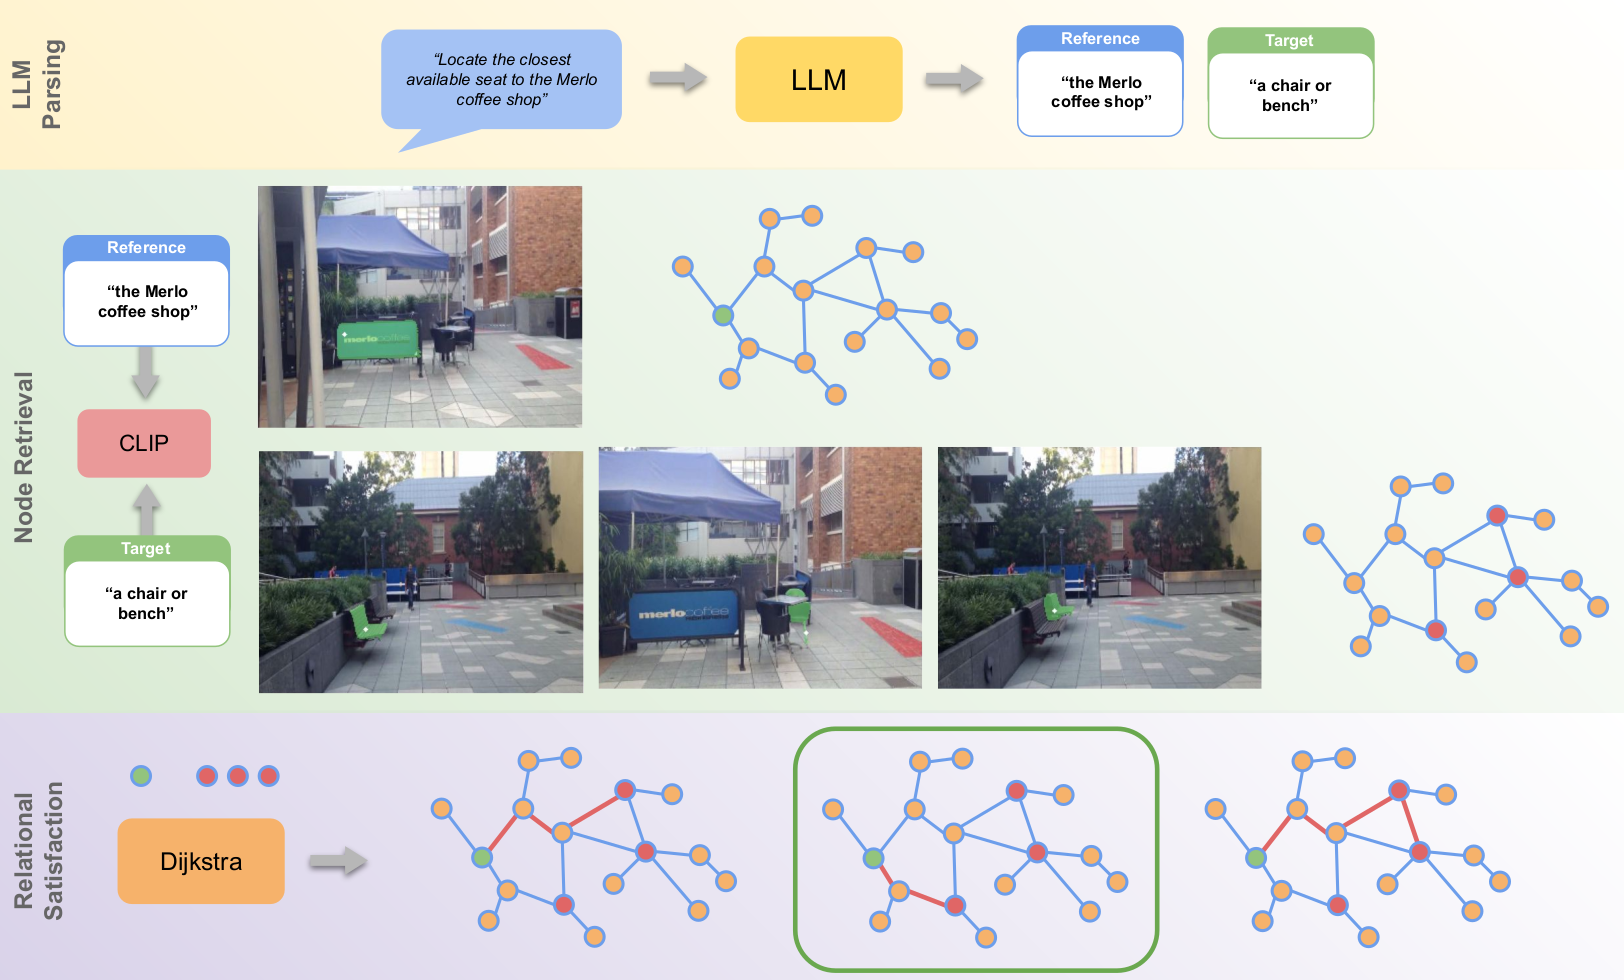 LLM
Parsing
“Locate the closest
available seat to the Merlo
coffee shop”
LLM
Reference
“the Merlo
coffee shop”
Target
“a chair or
bench”
Node Retrieval
Reference
“the Merlo
coffee shop”
CLIP
Target
“a chair or
bench”
merlocoffee
merlocoffee
Relational
Satisfaction
Dijkstra